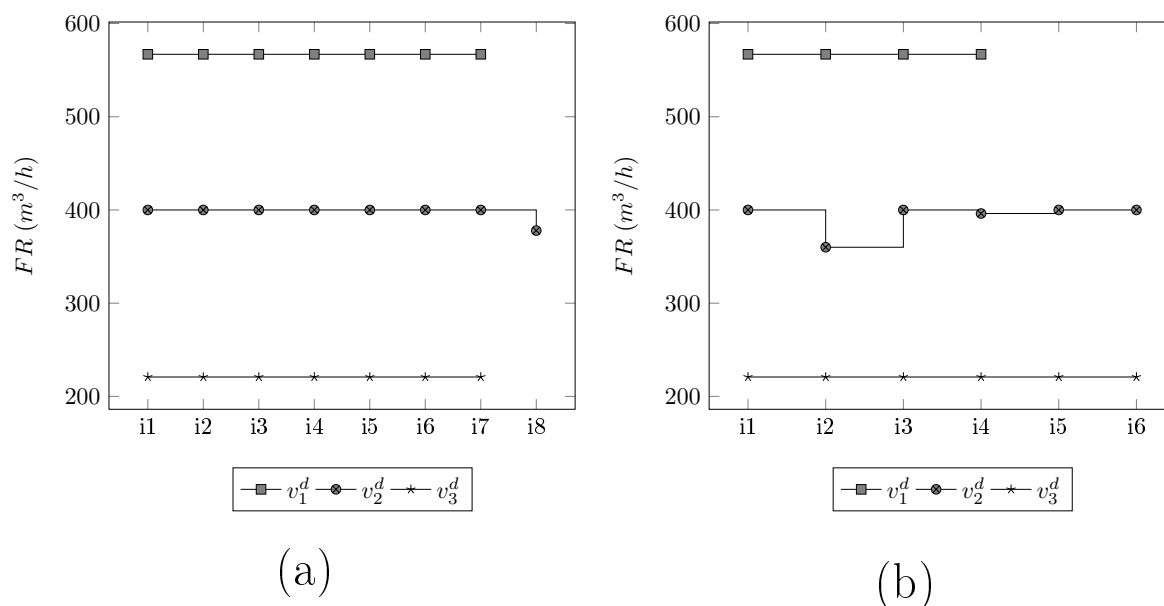 600
500
400
300
200
FR (m³/h)
i1 i2 i3 i4 i5 i6 i7 i8
v₁ᵈ v₂ᵈ v₃ᵈ
(a)
600
500
400
300
200
FR (m³/h)
i1 i2 i3 i4 i5 i6
v₁ᵈ v₂ᵈ v₃ᵈ
(b)